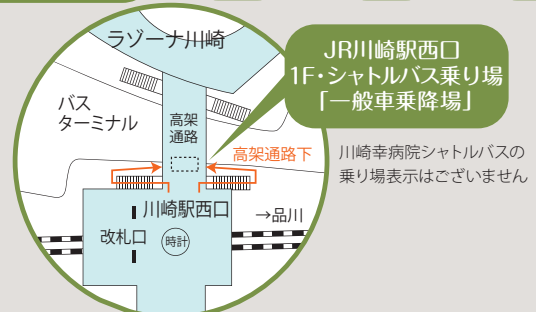 ラゾーナ川崎
JR川崎駅西口
1F・シャトルバス乗り場
「一般車乗降場」
バス
ターミナル
高架
通路
高架通路下
川崎幸病院シャトルバスの
乗り場表示はございません
川崎駅西口
→品川
改札口
時計